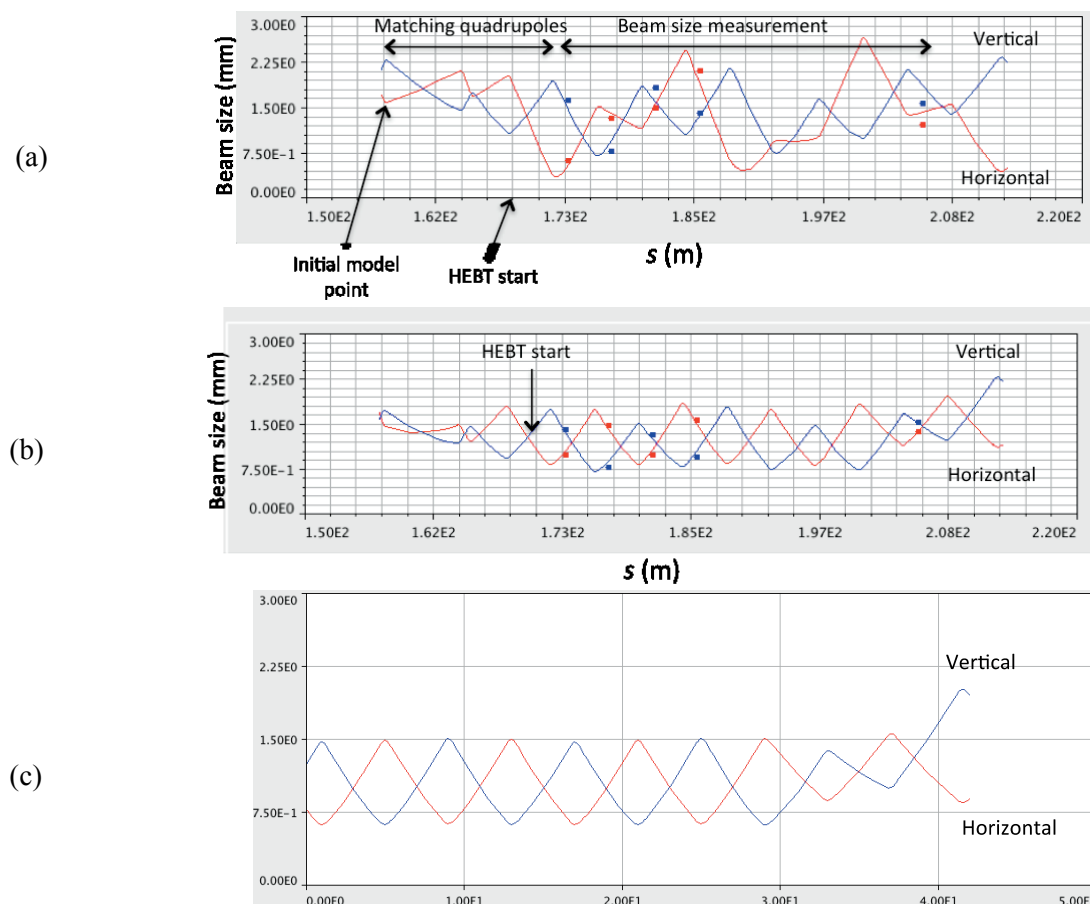 (a)
Beam size (mm)
3.00E0
2.25E0
1.50E0
7.50E-1
0.00E0
Matching quadrupoles
Beam size measurement
Vertical
Horizontal
1.50E2 1.62E2 1.73E2 1.85E2 1.97E2 2.08E2 2.20E2
s (m)
Initial model
point
HEBT start
(b)
Beam size (mm)
3.00E0
2.25E0
1.50E0
7.50E-1
0.00E0
HEBT start
Vertical
Horizontal
1.50E2 1.62E2 1.73E2 1.85E2 1.97E2 2.08E2 2.20E2
s (m)
(c)
3.00E0
2.25E0
1.50E0
7.50E-1
0.00E0
Vertical
Horizontal
0.00E0 1.00E1 2.00E1 3.00E1 4.00E1